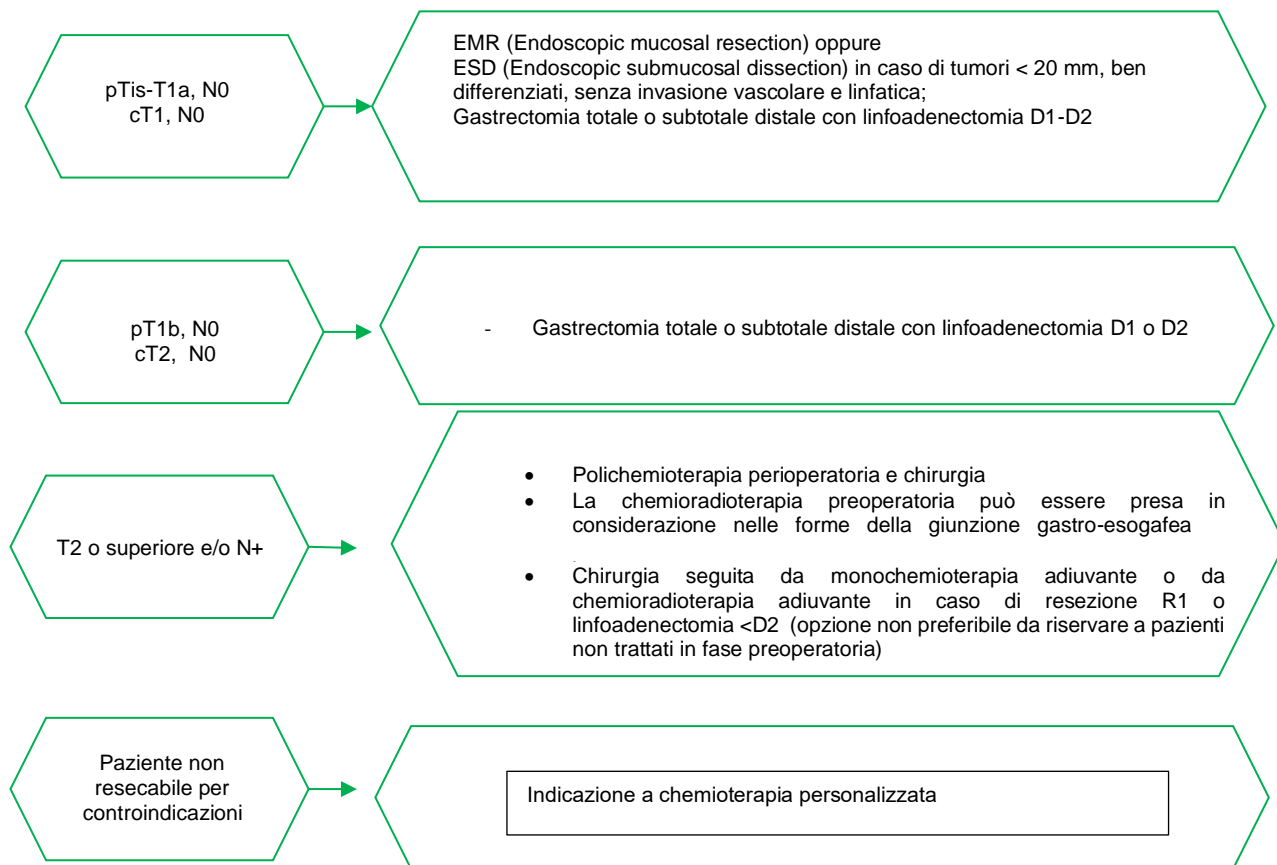 pTis-T1a, N0
cT1, N0
EMR (Endoscopic mucosal resection) oppure
ESD (Endoscopic submucosal dissection) in caso di tumori < 20 mm, ben
differenziati, senza invasione vascolare e linfatica;
Gastrectomia totale o subtotale distale con linfoadenectomia D1-D2
pT1b, N0
cT2, N0
- Gastrectomia totale o subtotale distale con linfoadenectomia D1 o D2
T2 o superiore e/o N+
• Polichemioterapia perioperatoria e chirurgia
• La chemioradioterapia preoperatoria può essere presa in
considerazione nelle forme della giunzione gastro-esogafea
.
• Chirurgia seguita da monochemioterapia adiuvante o da
chemioradioterapia adiuvante in caso di resezione R1 o
linfoadenectomia <D2 (opzione non preferibile da riservare a pazienti
non trattati in fase preoperatoria)
Paziente non
resecabile per
controindicazioni
Indicazione a chemioterapia personalizzata